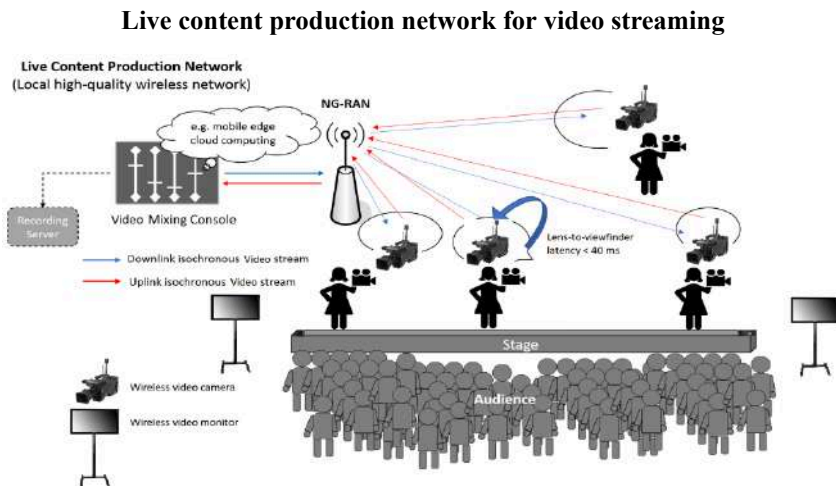 Live content production network for video streaming
Live Content Production Network
(Local high-quality wireless network)
NG-RAN
e.g. mobile edge
cloud computing
Video Mixing Console
Recording
Server
Lens-to-viewfinder
latency < 40 ms
Downlink isochronous Video stream
Uplink isochronous Video stream
Stage
Audience
Wireless video camera
Wireless video monitor